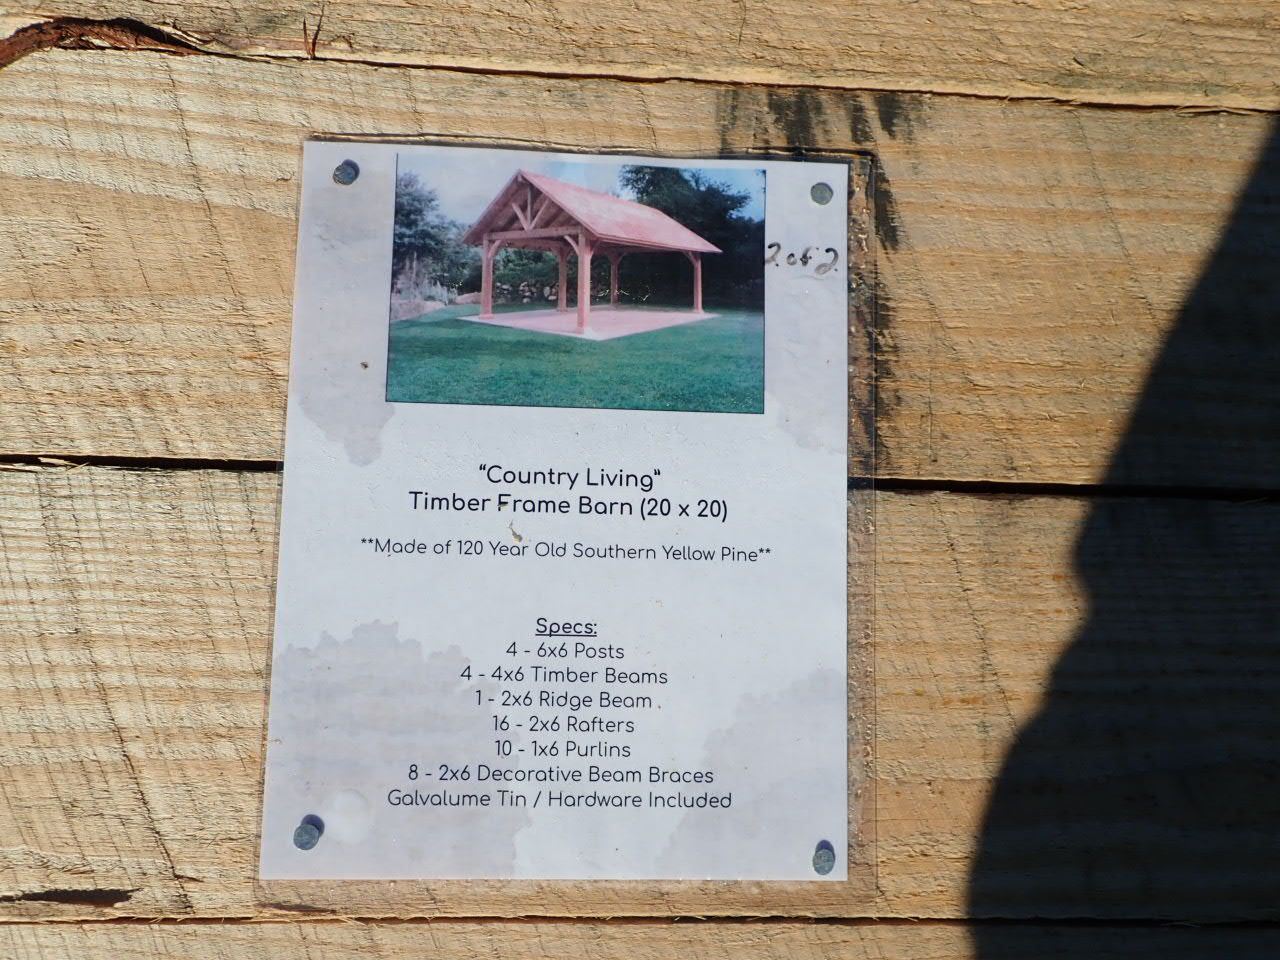 2 of 2
“Country Living”
Timber Frame Barn (20 x 20)
**Made of 120 Year Old Southern Yellow Pine**
Specs:
4 - 6x6 Posts
4 - 4x6 Timber Beams
1 - 2x6 Ridge Beam
16 - 2x6 Rafters
10 - 1x6 Purlins
8 - 2x6 Decorative Beam Braces
Galvalume Tin / Hardware Included